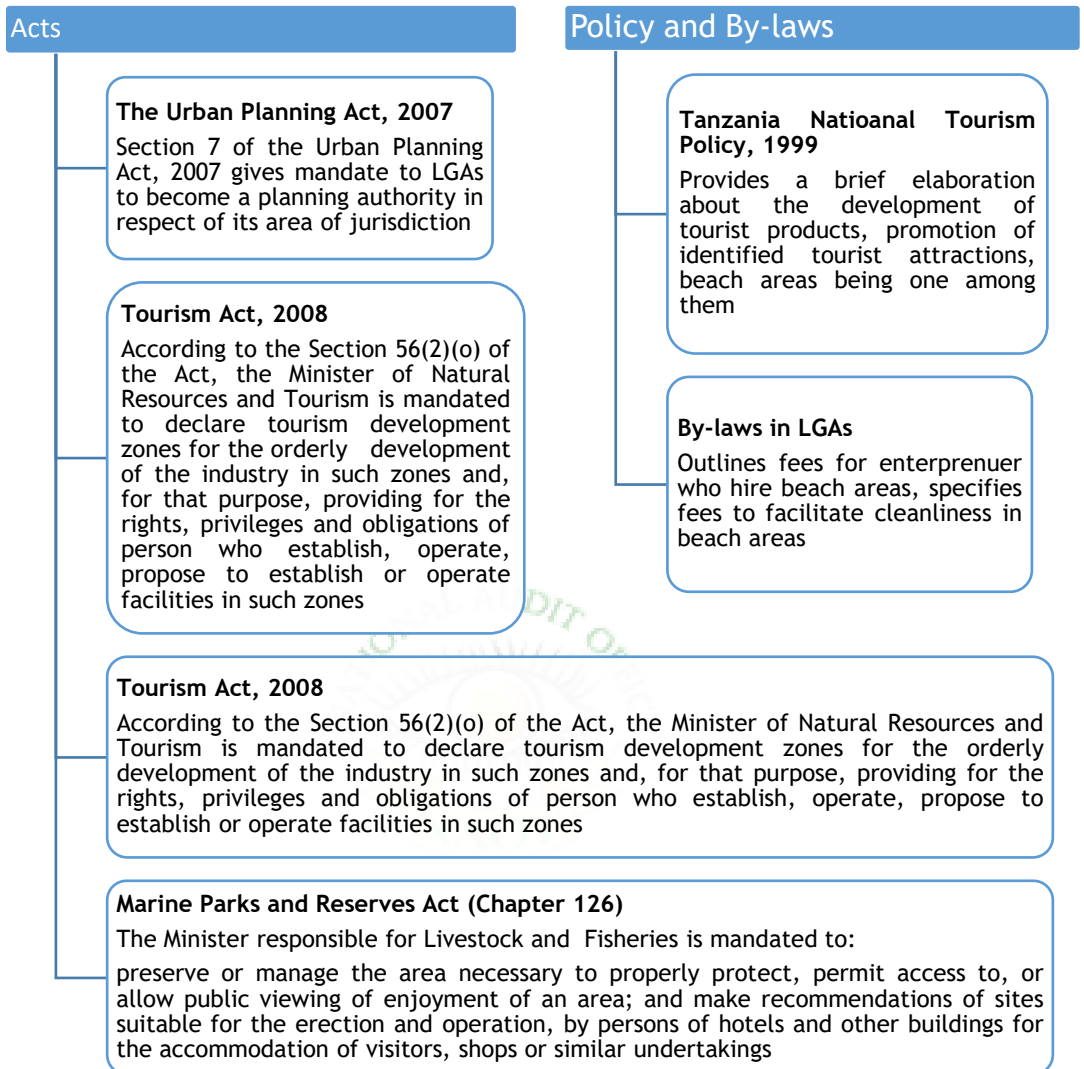 Acts
The Urban Planning Act, 2007
Section 7 of the Urban Planning
Act, 2007 gives mandate to LGAs
to become a planning authority in
respect of its area of jurisdiction
Tourism Act, 2008
According to the Section 56(2)(o) of
the Act, the Minister of Natural
Resources and Tourism is mandated
to declare tourism development
zones for the orderly development
of the industry in such zones and,
for that purpose, providing for the
rights, privileges and obligations of
person who establish, operate,
propose to establish or operate
facilities in such zones
Policy and By-laws
Tanzania Natioanal Tourism
Policy, 1999
Provides a brief elaboration
about the development of
tourist products, promotion of
identified tourist attractions,
beach areas being one among
them
By-laws in LGAs
Outlines fees for enterprenuer
who hire beach areas, specifies
fees to facilitate cleanliness in
beach areas
Tourism Act, 2008
According to the Section 56(2)(o) of the Act, the Minister of Natural Resources and
Tourism is mandated to declare tourism development zones for the orderly
development of the industry in such zones and, for that purpose, providing for the
rights, privileges and obligations of person who establish, operate, propose to
establish or operate facilities in such zones
Marine Parks and Reserves Act (Chapter 126)
The Minister responsible for Livestock and Fisheries is mandated to:
preserve or manage the area necessary to properly protect, permit access to, or
allow public viewing of enjoyment of an area; and make recommendations of sites
suitable for the erection and operation, by persons of hotels and other buildings for
the accommodation of visitors, shops or similar undertakings